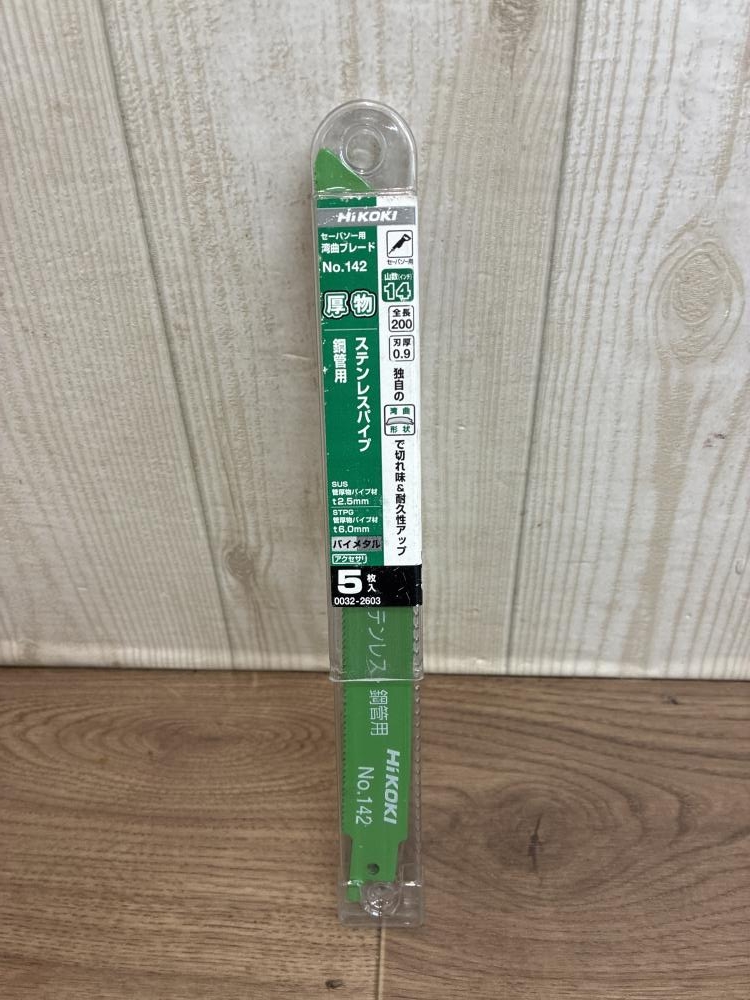 HiKOKI
セーバソー用
湾曲ブレード
No.142
厚物
ステンレスパイプ
鋼管用
SUS
管厚物パイプ材
t2.5mm
STPG
管厚物パイプ材
t6.0mm
バイメタル
アクセサリ
5枚入
0032-2603
セーバソー用
山数(インチ)
14
全長
200
刃厚
0.9
独自の
湾曲
形状
で切れ味&耐久性アップ
テンレス
鋼管用
HiKOKI
No.142